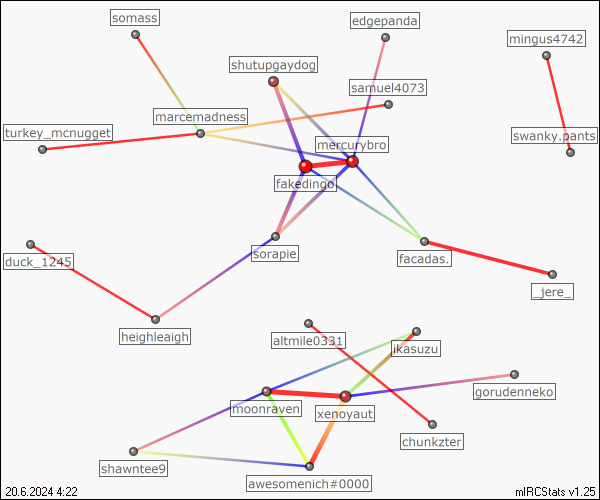 somass
edgepanda
mingus4742
shutupgaydog
samuel4073
marcemadness
turkey_mcnugget
swanky.pants
mercurybro
fakedingo
sorapie
facadas.
duck_1245
_jere_
heighleaigh
altmile0331
jikasuzu
gorudenneko
moonraven
xenoyaut
chunkzter
shawntee9
awesomenich#0000
20.6.2024 4:22
mIRCStats v1.25